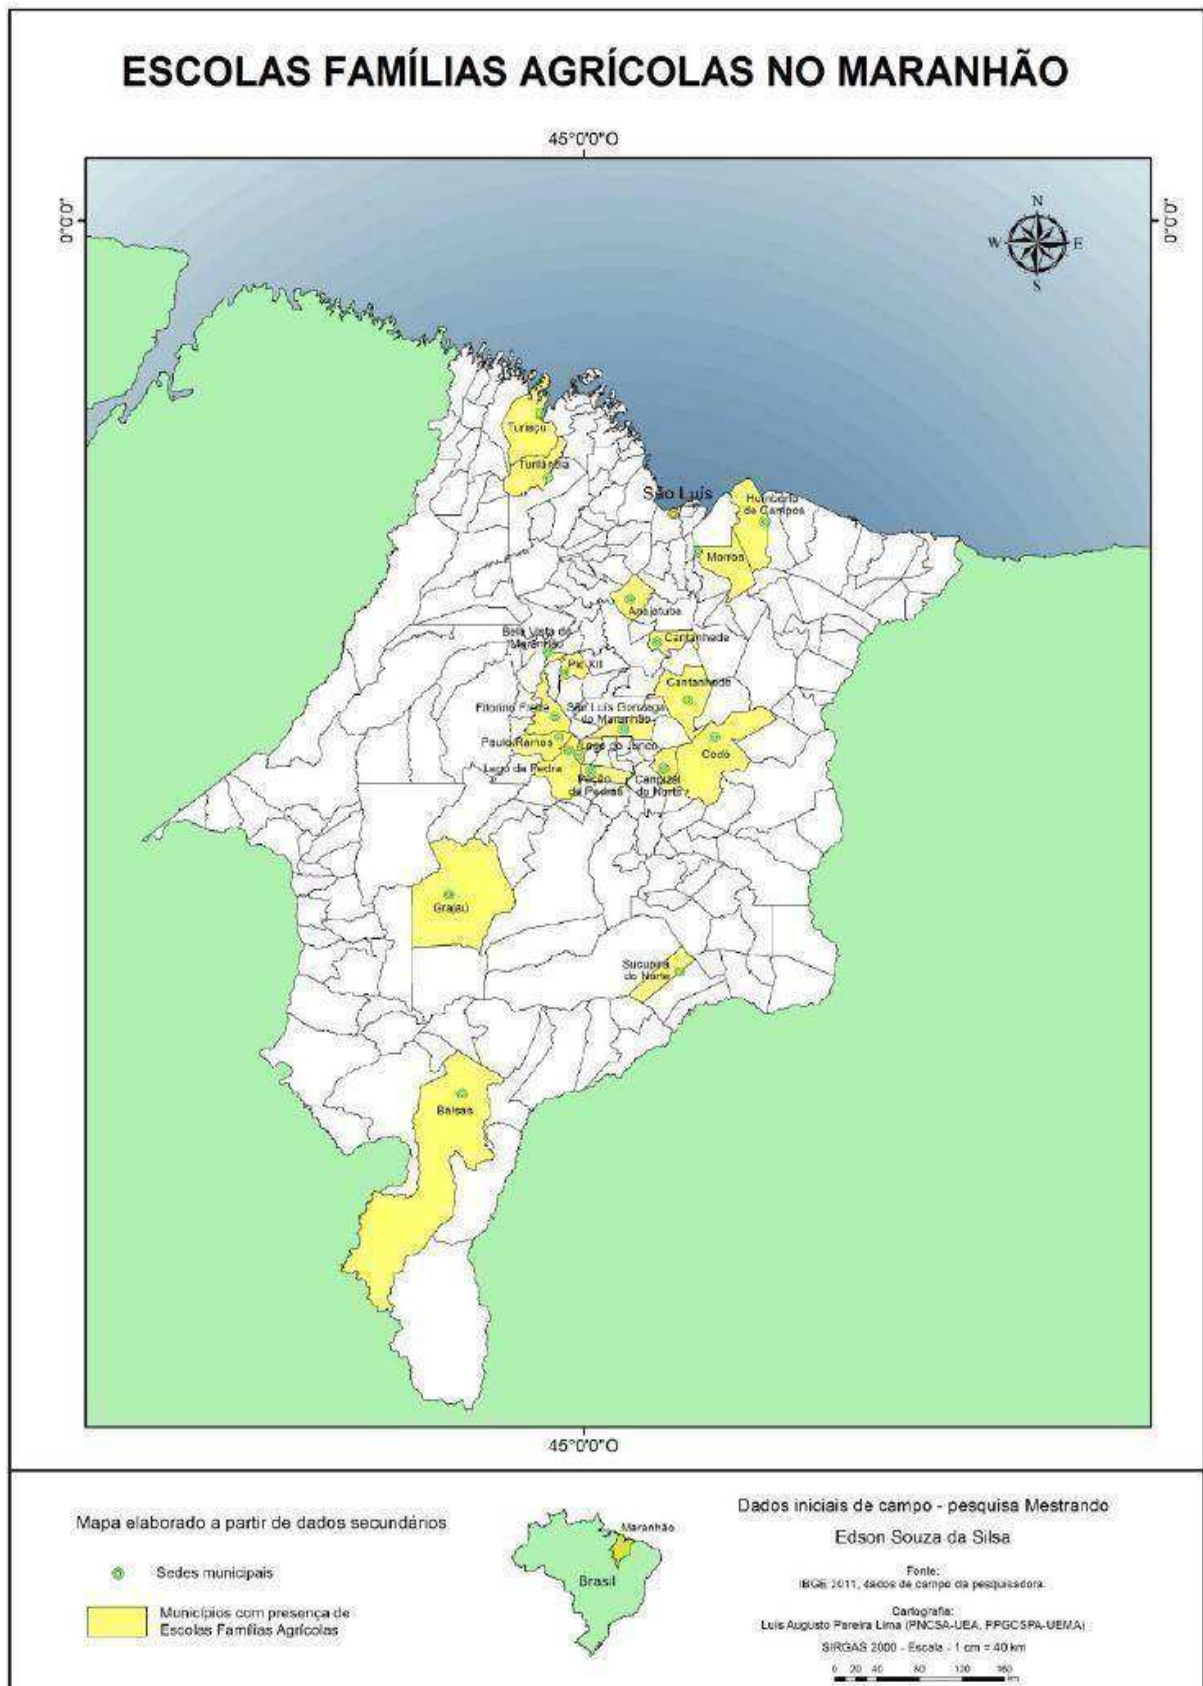 ESCOLAS FAMÍLIAS AGRÍCOLAS NO MARANHÃO
45°0'0"O
0°0'0"
0°0'0"
N
W
E
S
Turiaçu
Turilândia
São Luís
Humberto
de Campos
Morros
Anajatuba
Cantanhede
Bela Vista do
Maranhão
Pio XII
Cantanhede
Vitorino Freire
São Luís Gonzaga
do Maranhão
Paulo Ramos
Lago do Junco
Codó
Lago da Pedra
Poção
de Pedras
Capinzal
do Norte
Grajaú
Sucupira
do Norte
Balsas
45°0'0"O
Mapa elaborado a partir de dados secundários
Sedes municipais
Municípios com presença de
Escolas Famílias Agrícolas
Maranhão
Brasil
Dados iniciais de campo - pesquisa Mestrando
Edson Souza da Silsa
Fonte:
IBGE 2011, dados de campo da pesquisadora.
Cartografia:
Luis Augusto Pereira Lima (PNCSA-UEA, PPGCSPA-UEMA)
SIRGAS 2000 - Escala - 1 cm = 40 km
0 20 40 80 120 160
km